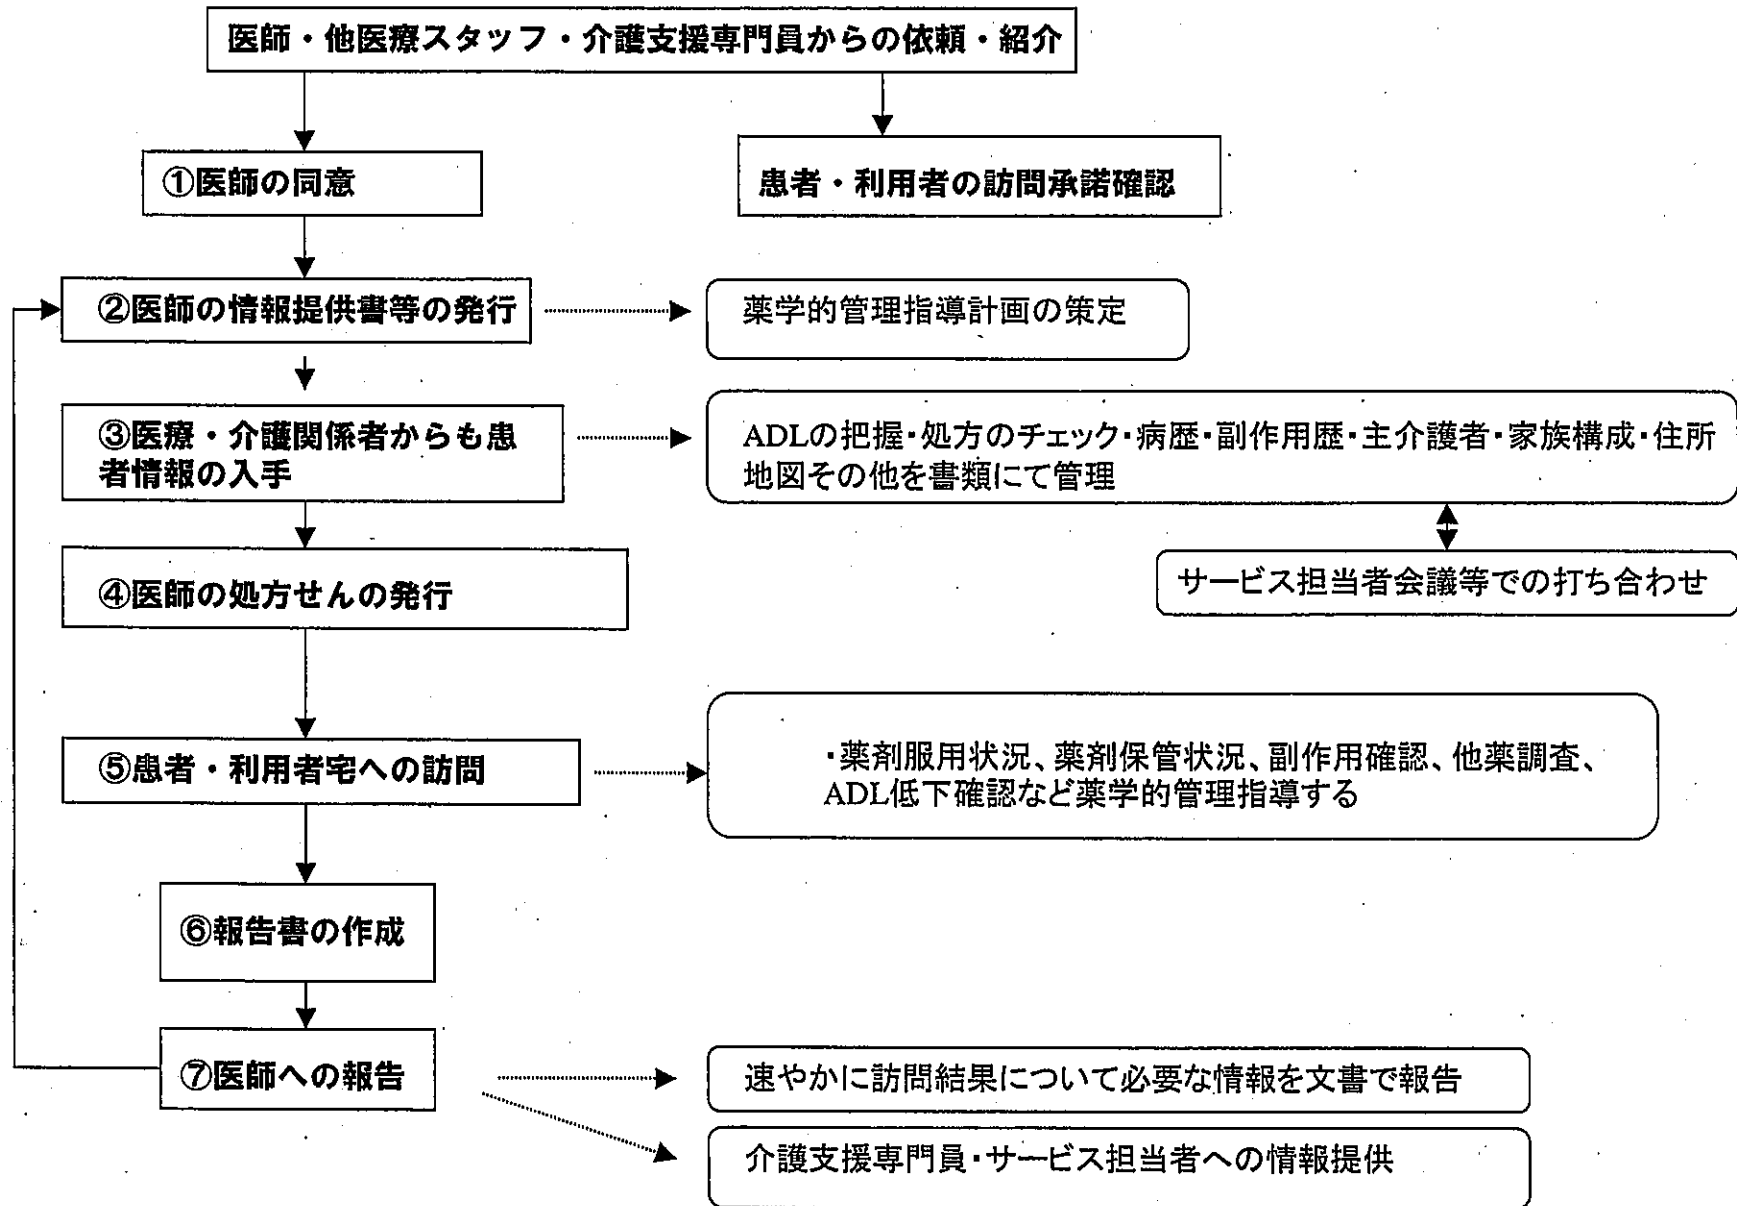 医師・他医療スタッフ・介護支援専門員からの依頼・紹介
①医師の同意
患者・利用者の訪問承諾確認
②医師の情報提供書等の発行
薬学的管理指導計画の策定
③医療・介護関係者からも患
者情報の入手
ADLの把握・処方のチェック・病歴・副作用歴・主介護者・家族構成・住所
地図その他を書類にて管理
サービス担当者会議等での打ち合わせ
④医師の処方せんの発行
⑤患者・利用者宅への訪問
・薬剤服用状況、薬剤保管状況、副作用確認、他薬調査、
ADL低下確認など薬学的管理指導する
⑥報告書の作成
⑦医師への報告
速やかに訪問結果について必要な情報を文書で報告
介護支援専門員・サービス担当者への情報提供